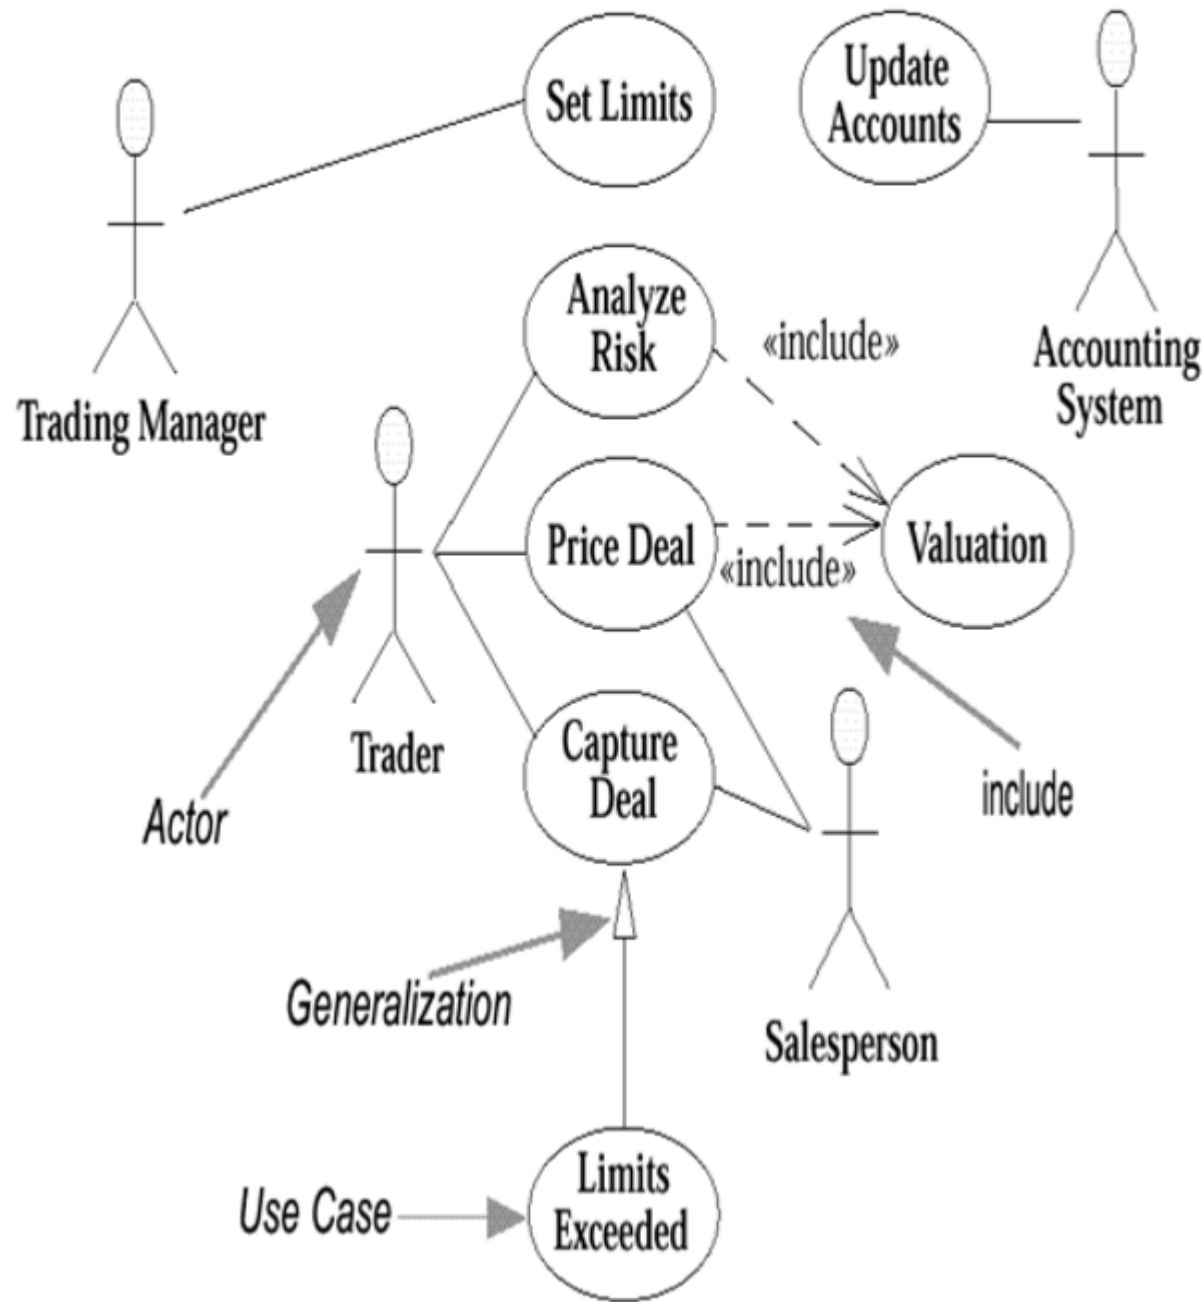 Set Limits
Update
Accounts
Analyze
Risk
«include»
Accounting
System
Trading Manager
Price Deal
«include»
Valuation
Trader
Capture
Deal
include
Actor
Generalization
Salesperson
Limits
Exceeded
Use Case